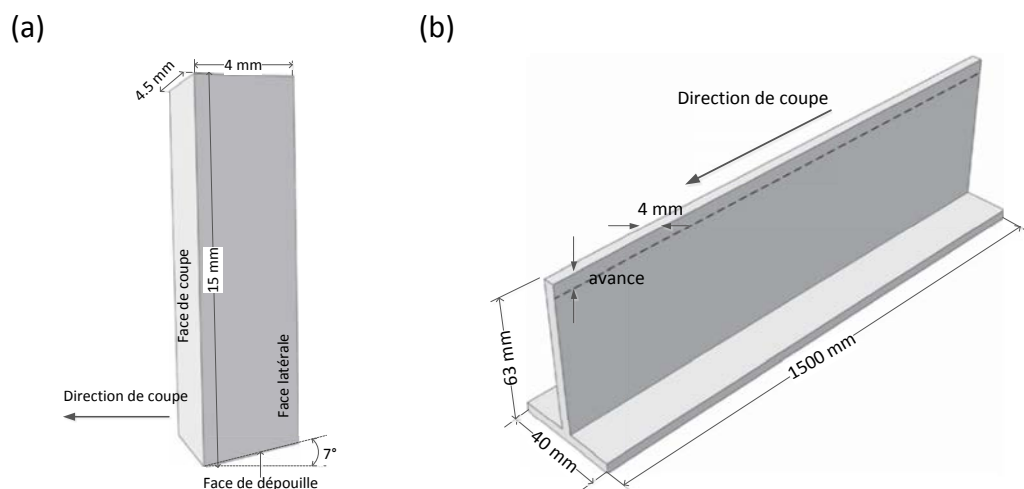 (a)
4 mm
4.5 mm
Face de coupe
15 mm
Face latérale
Direction de coupe
7°
Face de dépouille
(b)
Direction de coupe
4 mm
avance
63 mm
1500 mm
40 mm